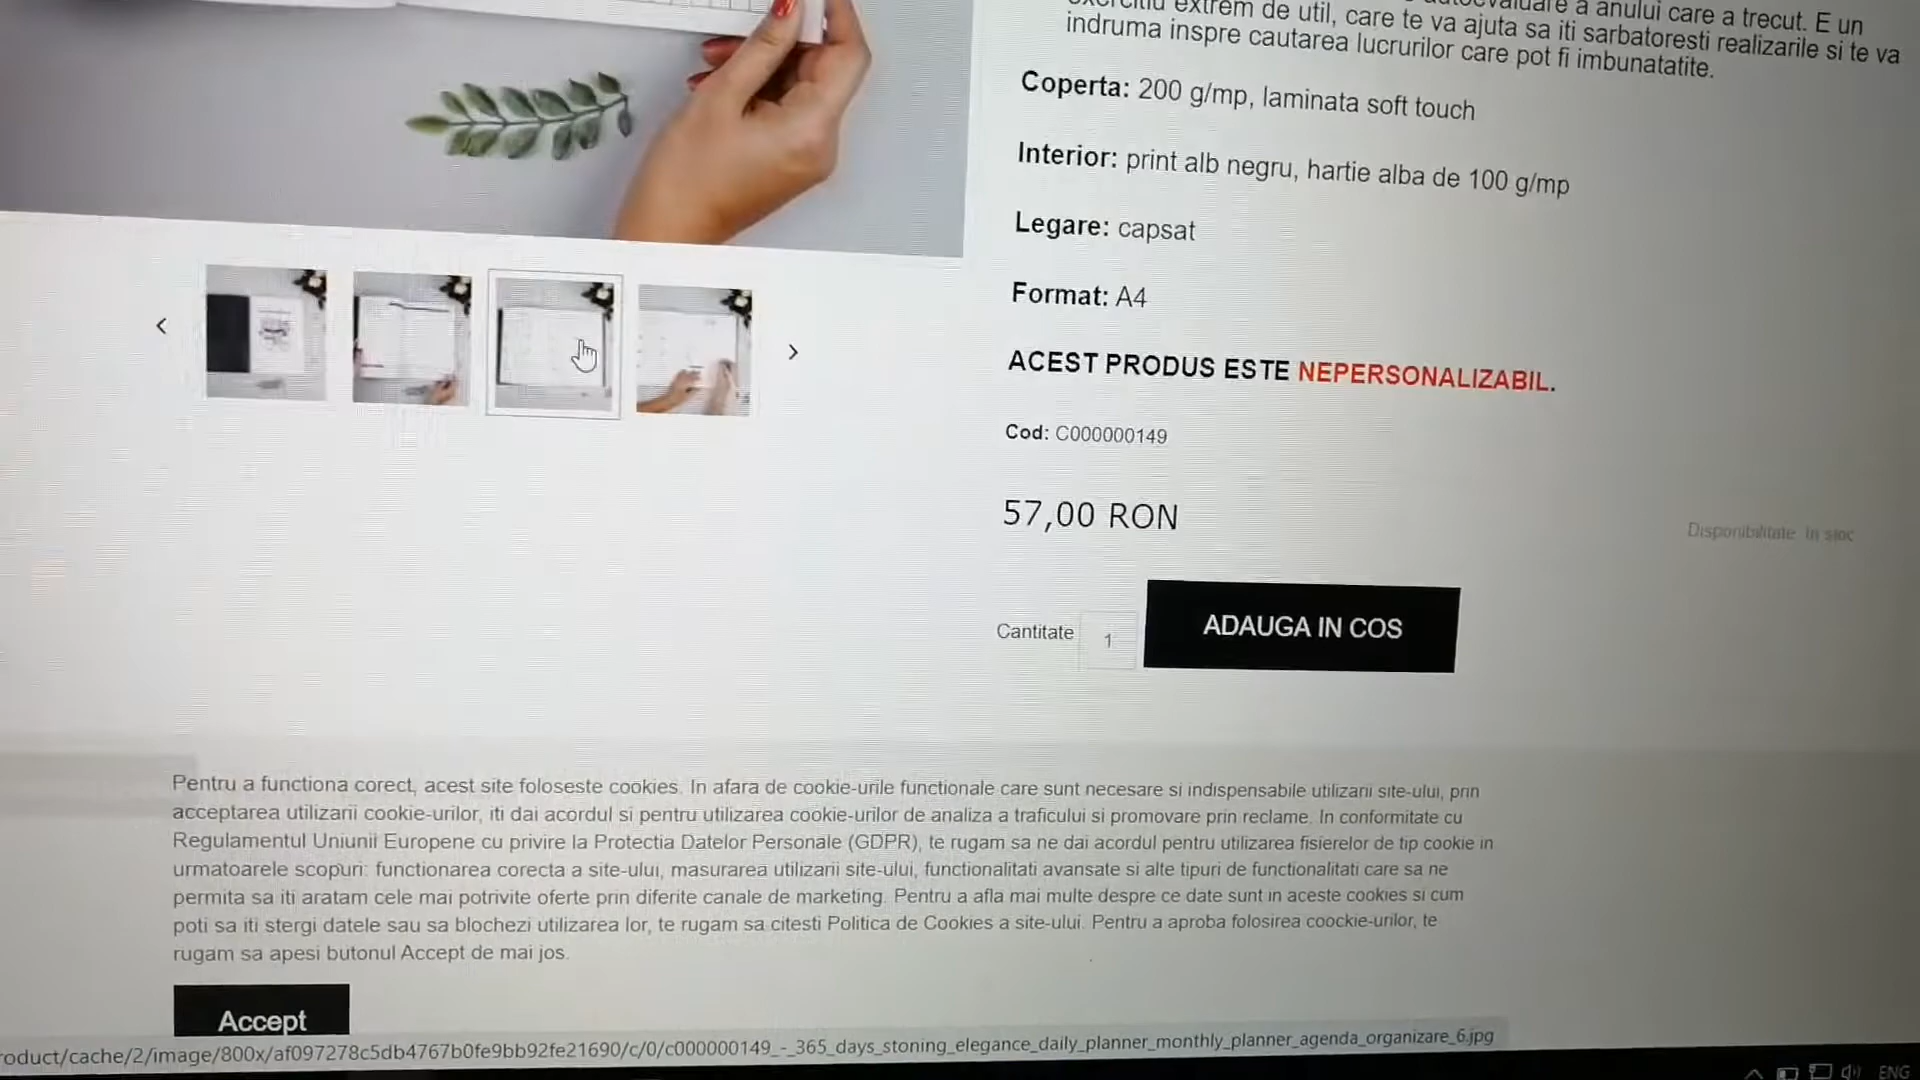 a anului care a trecut. E un
extrem de util, care te va ajuta sa iti sarbatoresti realizarile si te va
indruma inspre cautarea lucrurilor care pot fi imbunatatite.
Coperta: 200 g/mp, laminata soft touch
Interior: print alb negru, hartie alba de 100 g/mp
Legare: capsat
Format: A4
ACEST PRODUS ESTE NEPERSONALIZABIL.
Cod: C000000149
57,00 RON
Disponibilitate In stoc
Cantitate 1
ADAUGA IN COS
Pentru a functiona corect, acest site foloseste cookies. In afara de cookie-urile functionale care sunt necesare si indispensabile utilizarii site-ului, prin
acceptarea utilizarii cookie-urilor, iti dai acordul si pentru utilizarea cookie-urilor de analiza a traficului si promovare prin reclame. In conformitate cu
Regulamentul Uniunii Europene cu privire la Protectia Datelor Personale (GDPR), te rugam sa ne dai acordul pentru utilizarea fisierelor de tip cookie in
urmatoarele scopuri: functionarea corecta a site-ului, masurarea utilizarii site-ului, functionalitati avansate si alte tipuri de functionalitati care sa ne
permita sa iti aratam cele mai potrivite oferte prin diferite canale de marketing. Pentru a afla mai multe despre ce date sunt in aceste cookies si cum
poti sa iti stergi datele sau sa blochezi utilizarea lor, te rugam sa citesti Politica de Cookies a site-ului. Pentru a aproba folosirea coockie-urilor, te
rugam sa apesi butonul Accept de mai jos.
Accept
roduct/cache/2/image/800x/af097278c5db4767b0fe9bb92fe21690/c/0/c000000149_-_365_days_stoning_elegance_daily_planner_monthly_planner_agenda_organizare_6.jpg
ENG